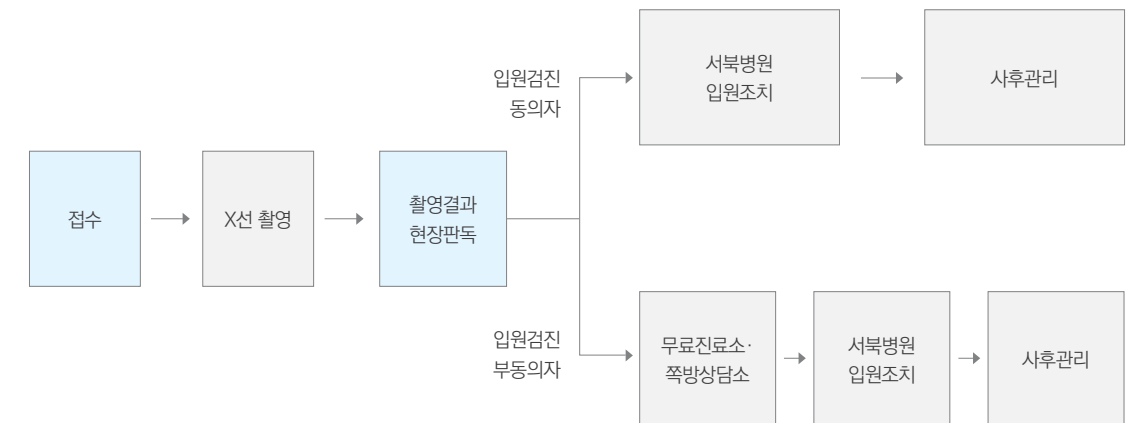 입원검진
동의자
서북병원
입원조치
사후관리
접수
X선 촬영
촬영결과
현장판독
입원검진
부동의자
무료진료소·
쪽방상담소
서북병원
입원조치
사후관리